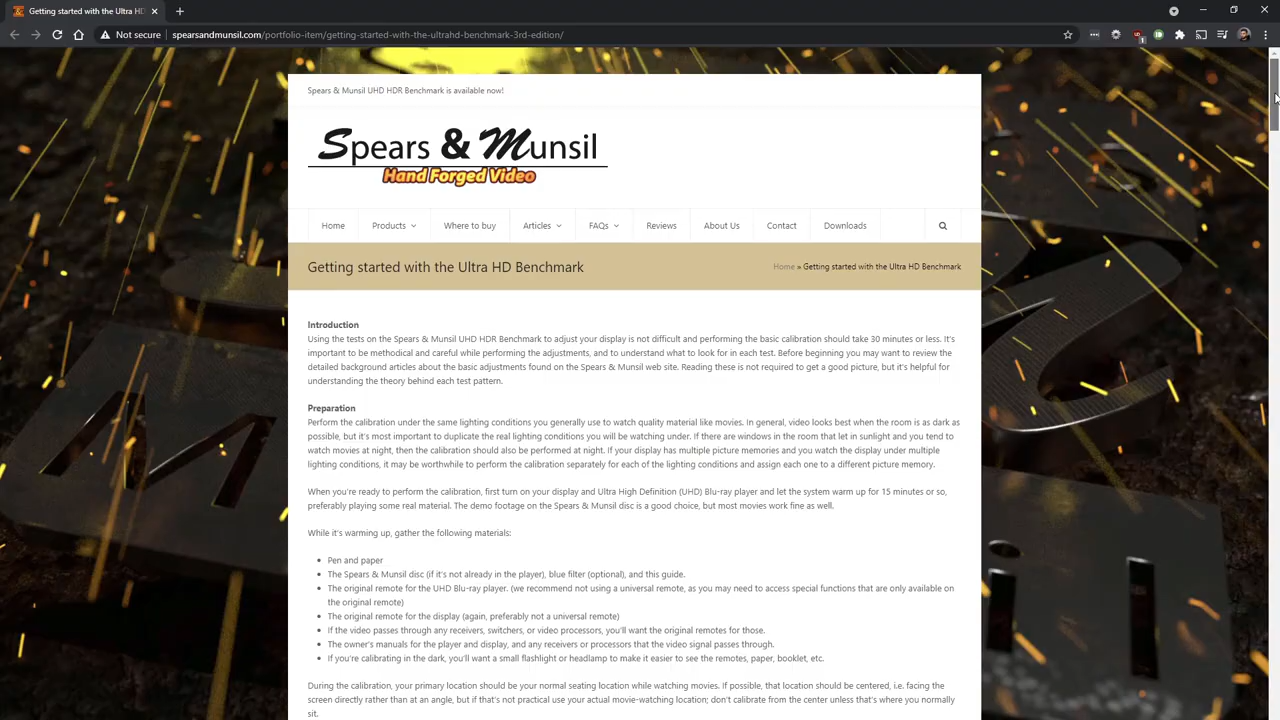 Getting started with the UltraHD B
Not secure
spearsandmunsil.com/portfolio-item/getting-started-with-the-ultrahd-benchmark-3rd-edition/
Spears & Munsil UHD HDR Benchmark is available now!
Spears & Munsil
Hand Forged Video
Home
Products
Where to buy
Articles
FAQs
Reviews
About Us
Contact
Downloads
Getting started with the Ultra HD Benchmark
Home » Getting started with the Ultra HD Benchmark
Introduction
Using the tests on the Spears & Munsil UHD HDR Benchmark to adjust your display is not difficult and performing the basic calibration should take 30 minutes or less. It's
important to be methodical and careful while performing the adjustments, and to understand what to look for in each test. Before beginning you may want to review the
detailed background articles about the basic adjustments found on the Spears & Munsil web site. Reading these is not required to get a good picture, but it's helpful for
understanding the theory behind each test pattern.
Preparation
Perform the calibration under the same lighting conditions you generally use to watch quality material like movies. In general, video looks best when the room is as dark as
possible, but it's most important to duplicate the real lighting conditions you will be watching under. If there are windows in the room that let in sunlight and you tend to
watch movies at night, then the calibration should also be performed at night. If your display has multiple picture memories and you watch the display under multiple
lighting conditions, it may be worthwhile to perform the calibration separately for each of the lighting conditions and assign each one to a different picture memory.
When you're ready to perform the calibration, first turn on your display and Ultra High Definition (UHD) Blu-ray player and let the system warm up for 15 minutes or so,
preferably playing some real material. The demo footage on the Spears & Munsil disc is a good choice, but most movies work fine as well.
While it's warming up, gather the following materials:
Pen and paper
The Spears & Munsil disc (if it's not already in the player), blue filter (optional), and this guide.
The original remote for the UHD Blu-ray player. (we recommend not using a universal remote, as you may need to access special functions that are only available on
the original remote)
The original remote for the display (again, preferably not a universal remote)
If the video passes through any receivers, switchers, or video processors, you'll want the original remotes for those.
The owner's manuals for the player and display, and any receivers or processors that the video signal passes through.
If you're calibrating in the dark, you'll want a small flashlight or headlamp to make it easier to see the remotes, paper, booklet, etc.
During the calibration, your primary location should be your normal seating location while watching movies. If possible, that location should be centered, i.e. facing the
screen directly rather than at an angle, but if that's not practical use your actual movie-watching location; don't calibrate from the center unless that's where you normally
sit.